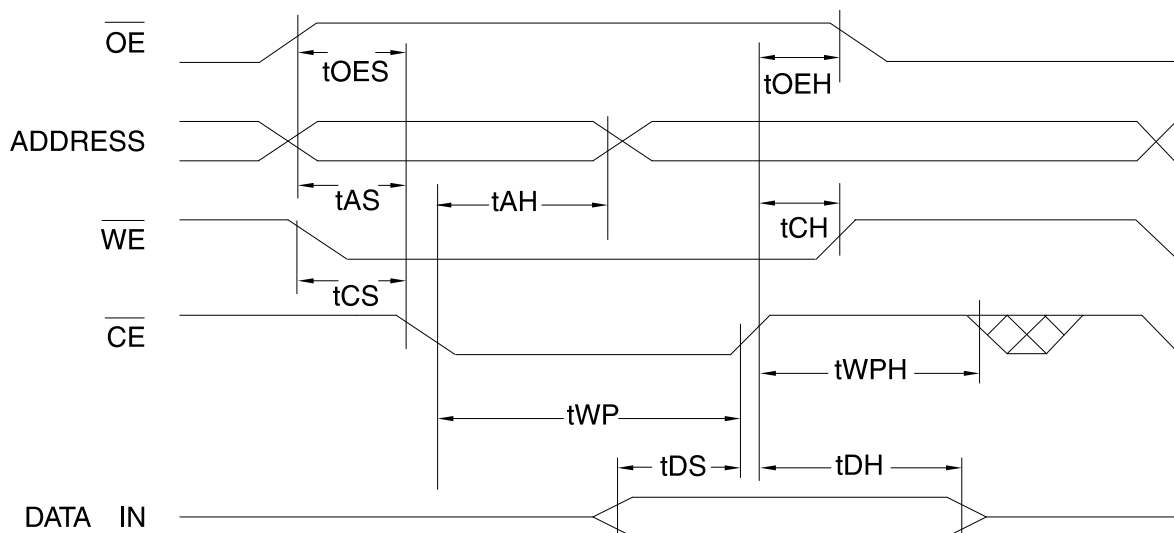 OE
tOES
tOEH
ADDRESS
tAS
tAH
tCH
WE
tCS
CE
tWPH
tWP
tDS
tDH
DATA IN